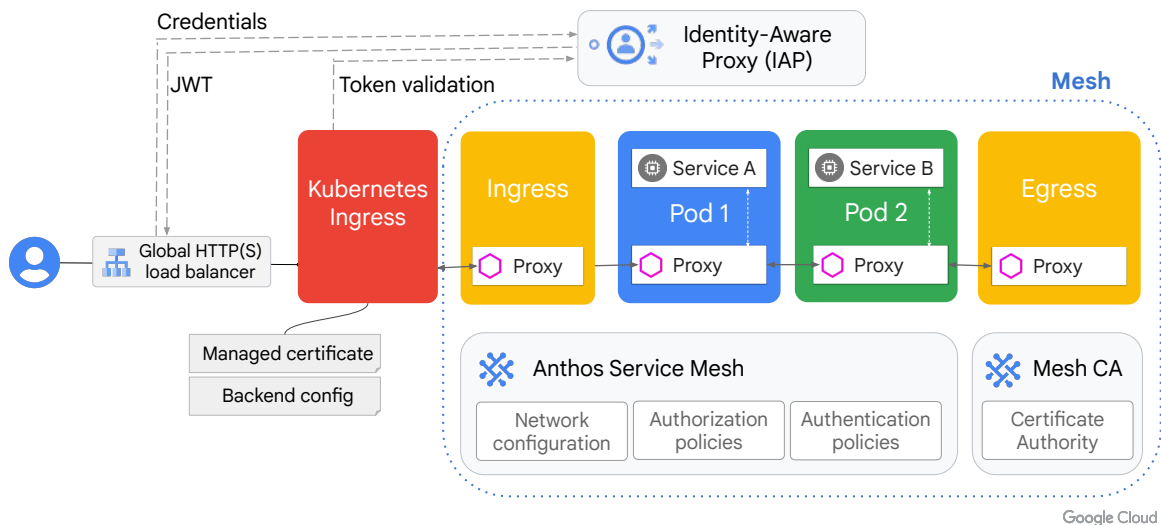 Credentials
Identity-Aware
Proxy (IAP)
JWT
Token validation
Mesh
Kubernetes
Ingress
Ingress
Service A
Pod 1
Service B
Pod 2
Egress
Global HTTP(S)
load balancer
Proxy
Proxy
Proxy
Proxy
Managed certificate
Backend config
Anthos Service Mesh
Network
configuration
Authorization
policies
Authentication
policies
Mesh CA
Certificate
Authority
Google Cloud